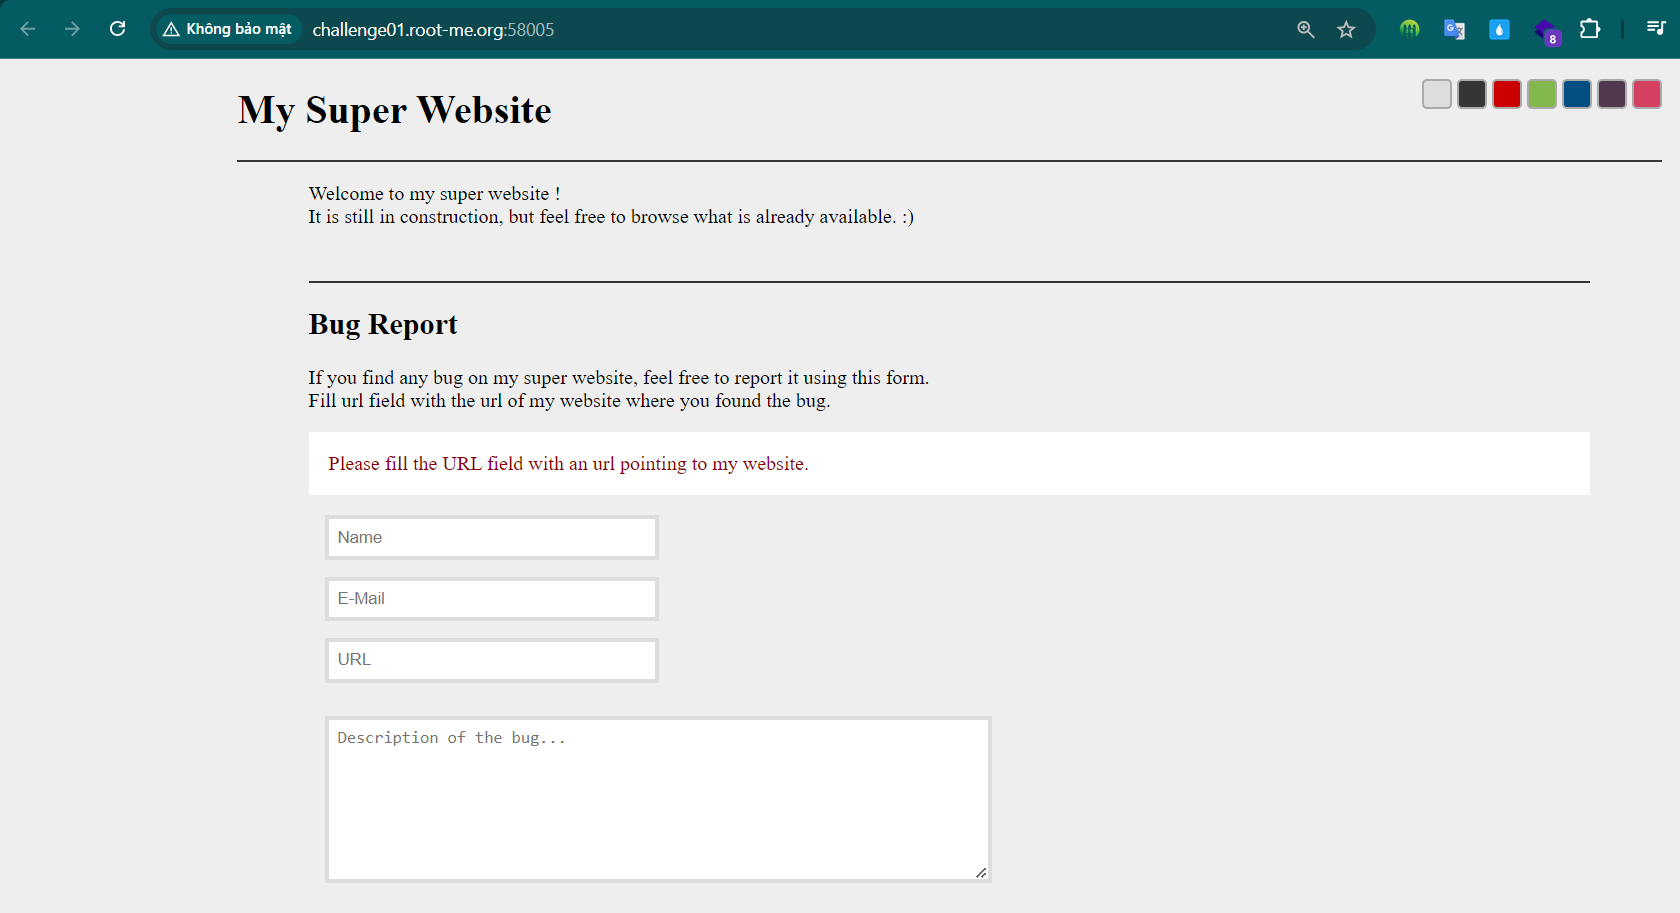 Không bảo mật challenge01.root-me.org:58005
8
My Super Website
Welcome to my super website !
It is still in construction, but feel free to browse what is already available. :)
Bug Report
If you find any bug on my super website, feel free to report it using this form.
Fill url field with the url of my website where you found the bug.
Please fill the URL field with an url pointing to my website.
Name
E-Mail
URL
Description of the bug...